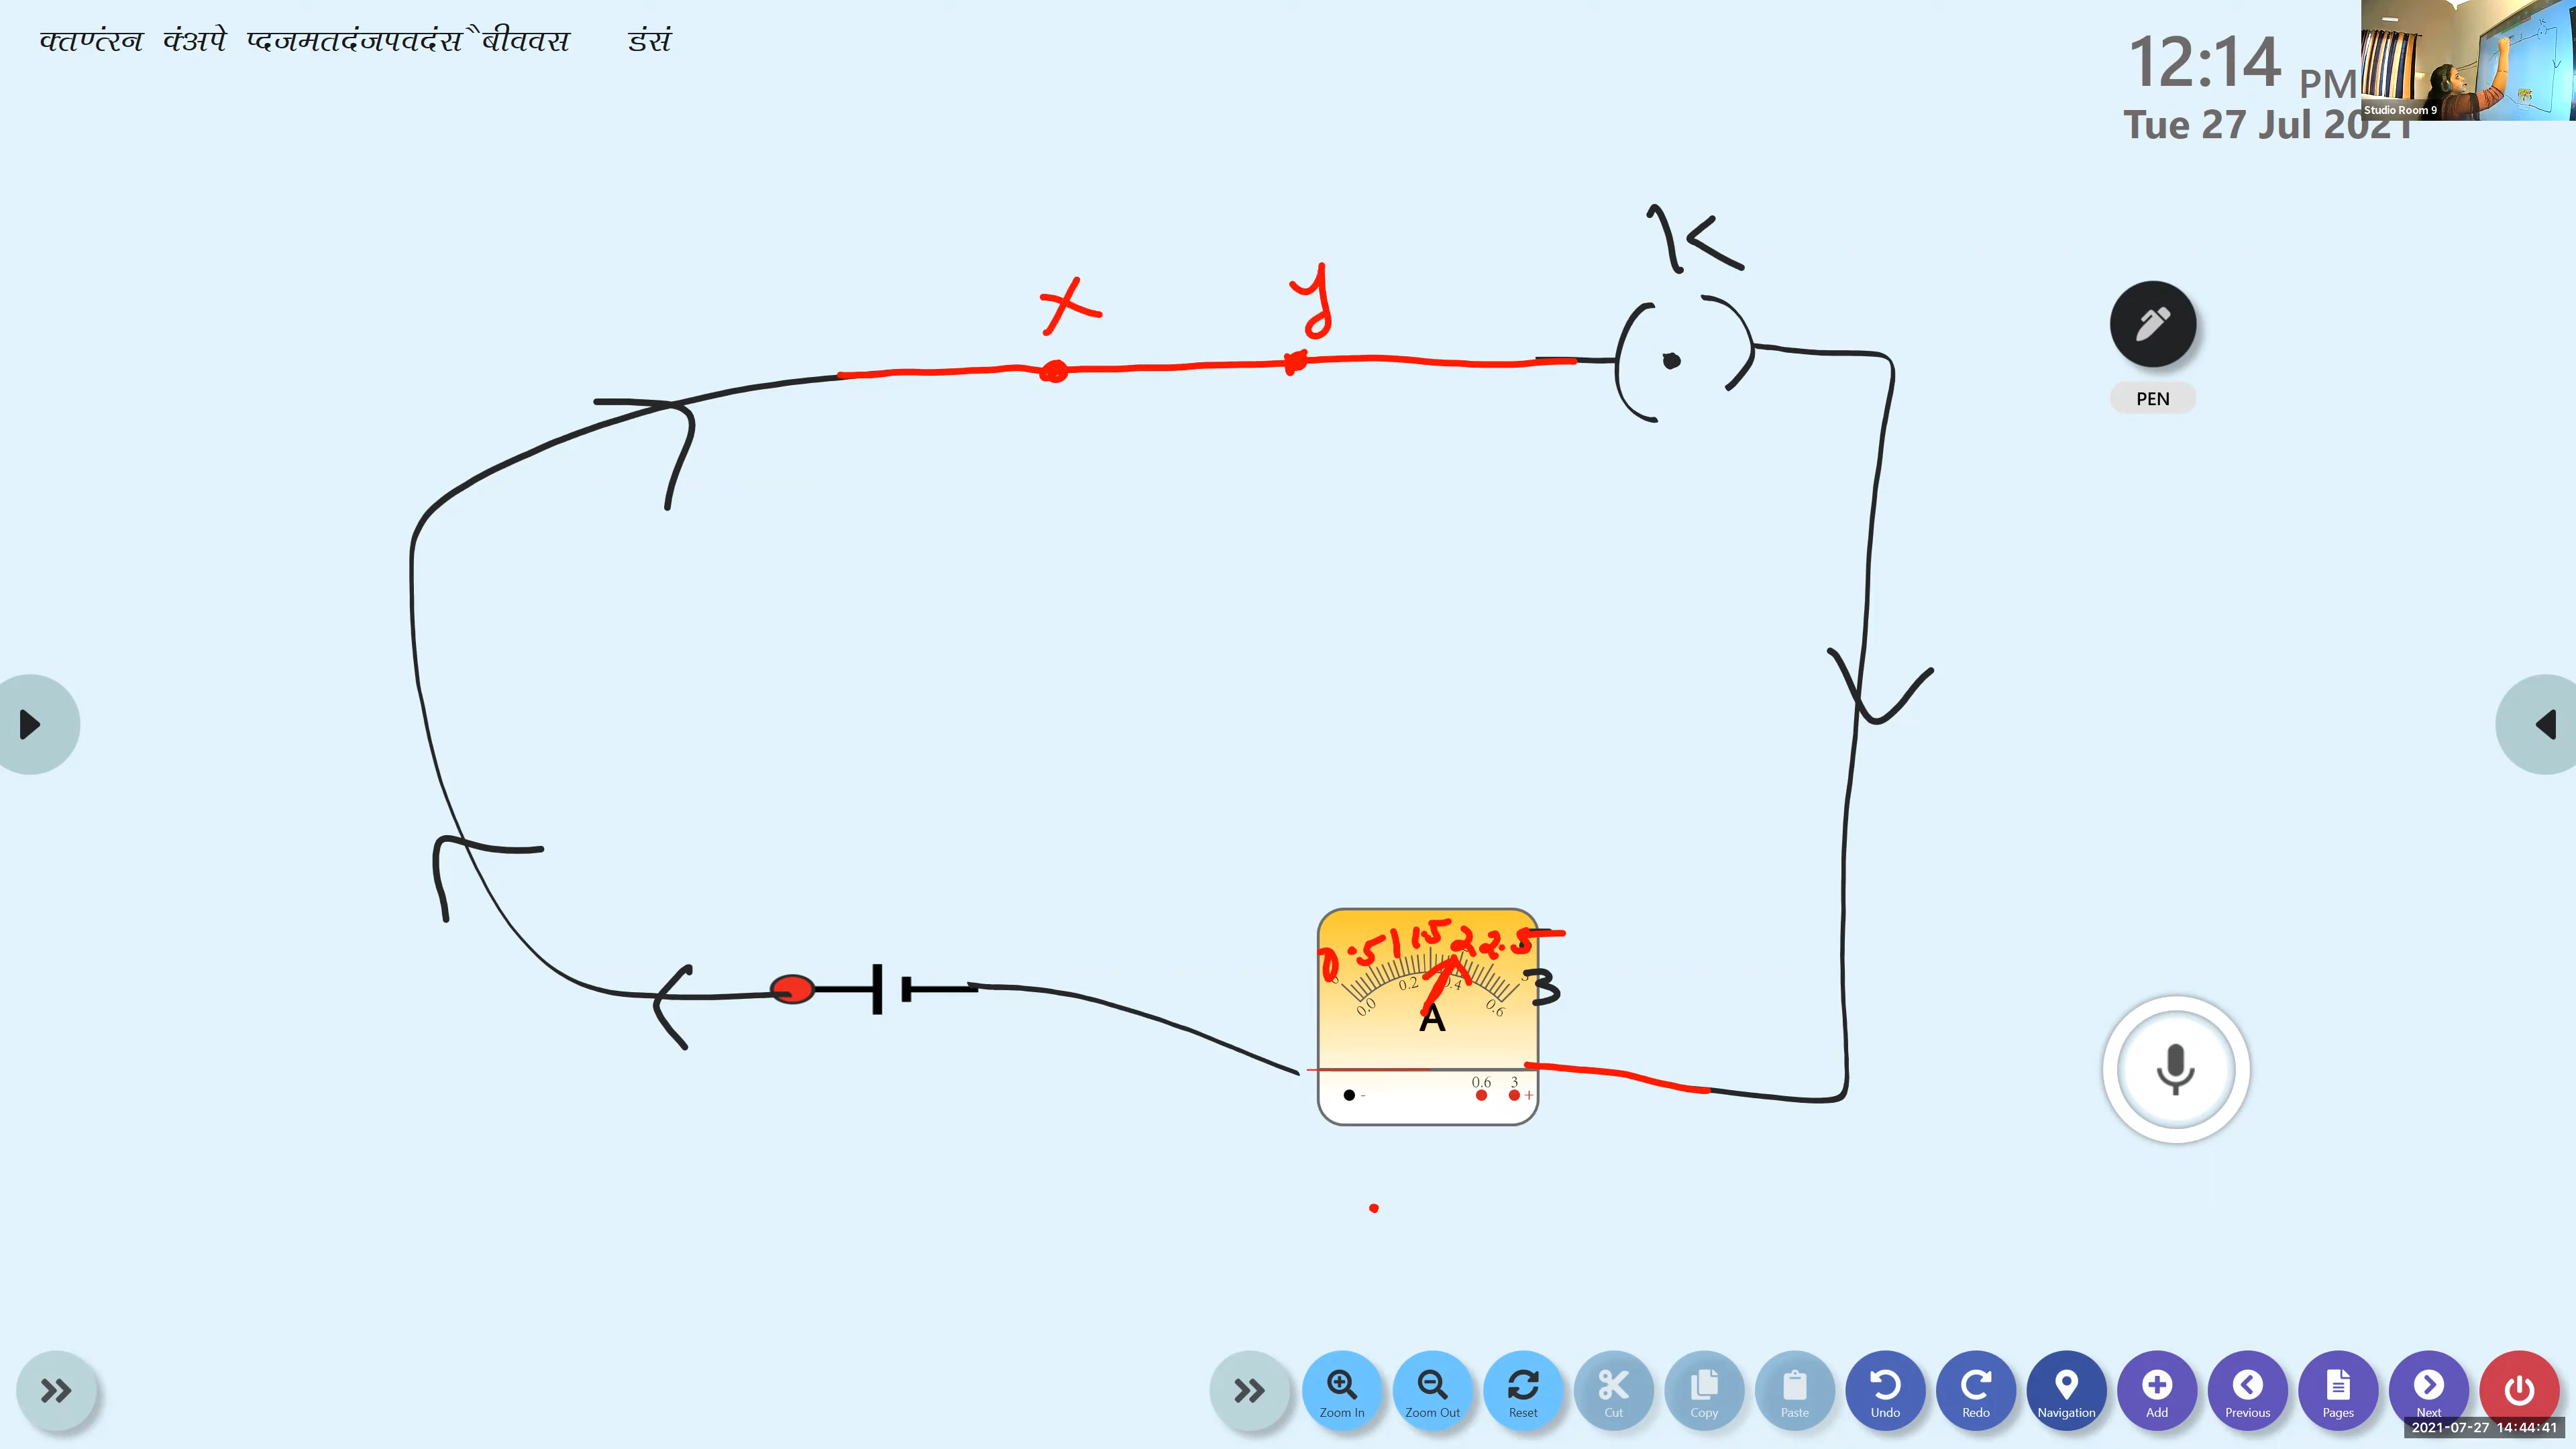 क्तण्तंरन कंअपे प्दजमतदंजपवदंस ैबीववस डंसं
12:14 PM
Tue 27 Jul 2021
Studio Room 9
K
x
y
PEN
0 .5 1 1.5 2 2.5
3
0.0 0.2 0.4 0.6
A
0.6 3
- +
Zoom In
Zoom Out
Reset
Cut
Copy
Paste
Undo
Redo
Navigation
Add
Previous
Pages
Next
2021-07-27 14:44:41